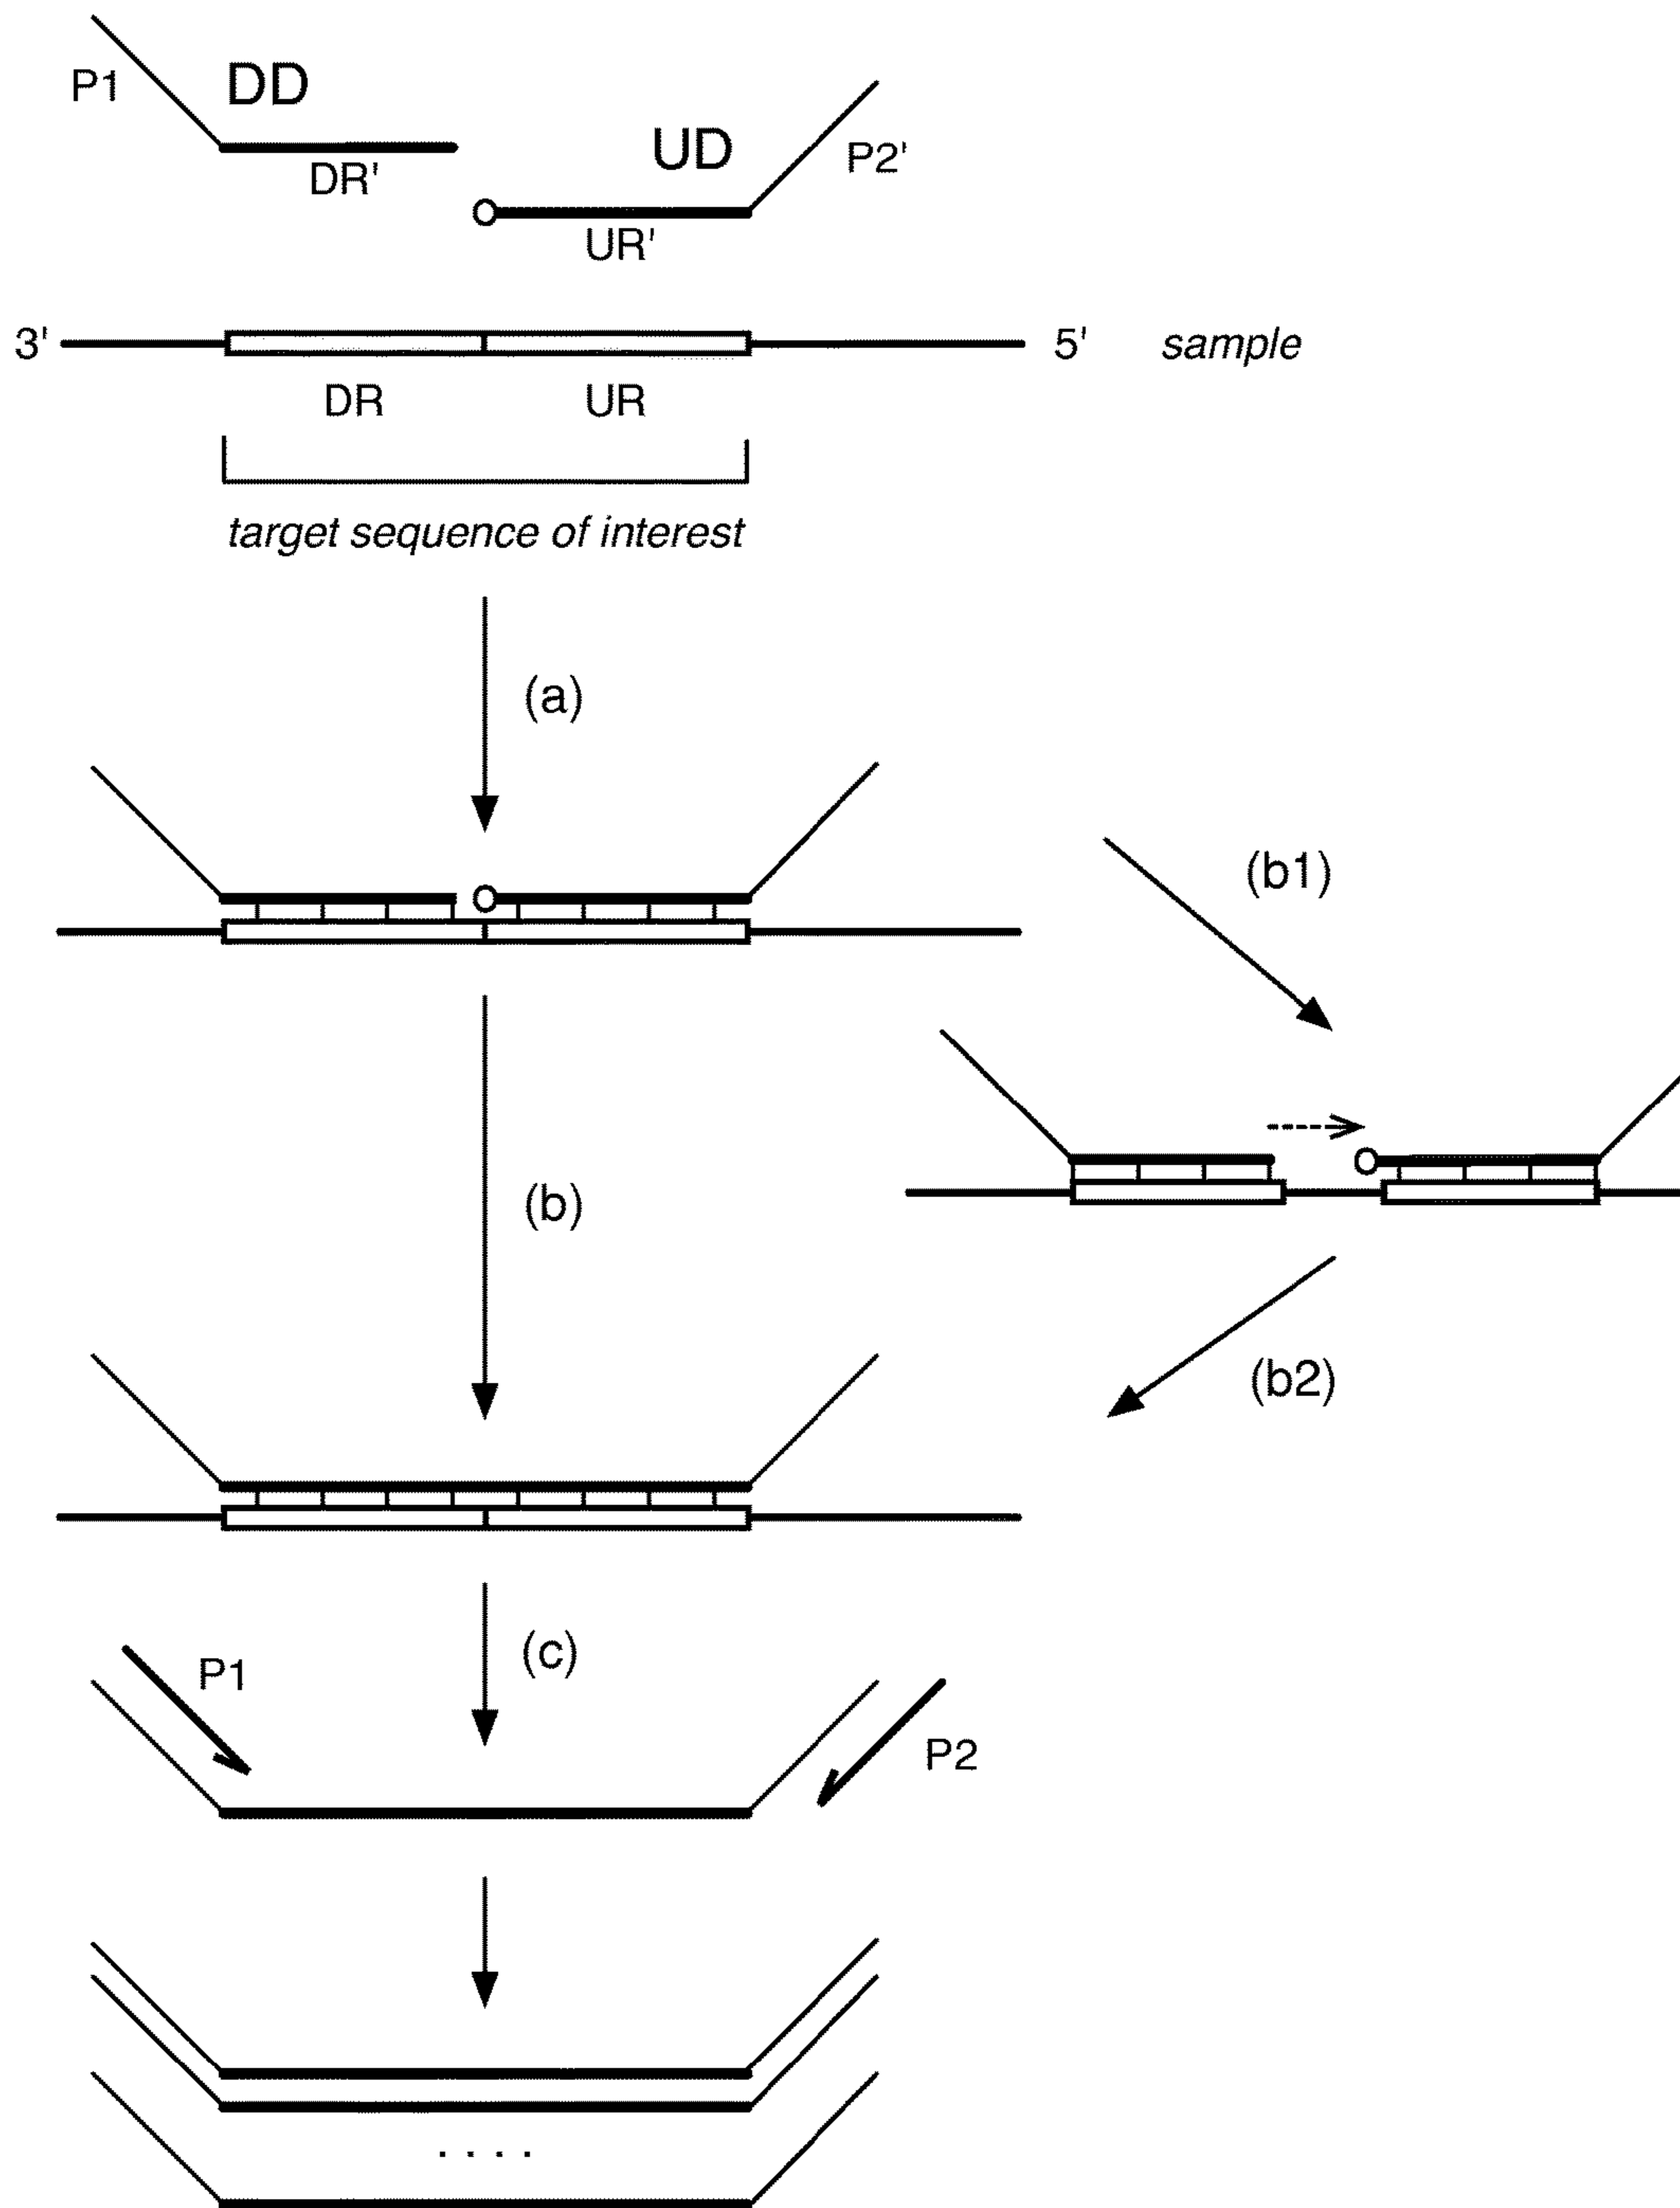 P1
DD
DR'
UD
P2'
UR'
3'
5'
sample
DR
UR
target sequence of interest
(a)
(b1)
(b)
(b2)
(c)
P1
P2
. . . .